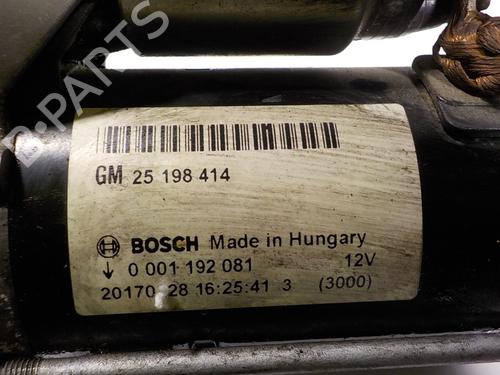 B-PARTS
GM 25 198 414
BOSCH Made in Hungary
↓ 0 001 192 081 12V
20170 28 16:25:41 3 (3000)